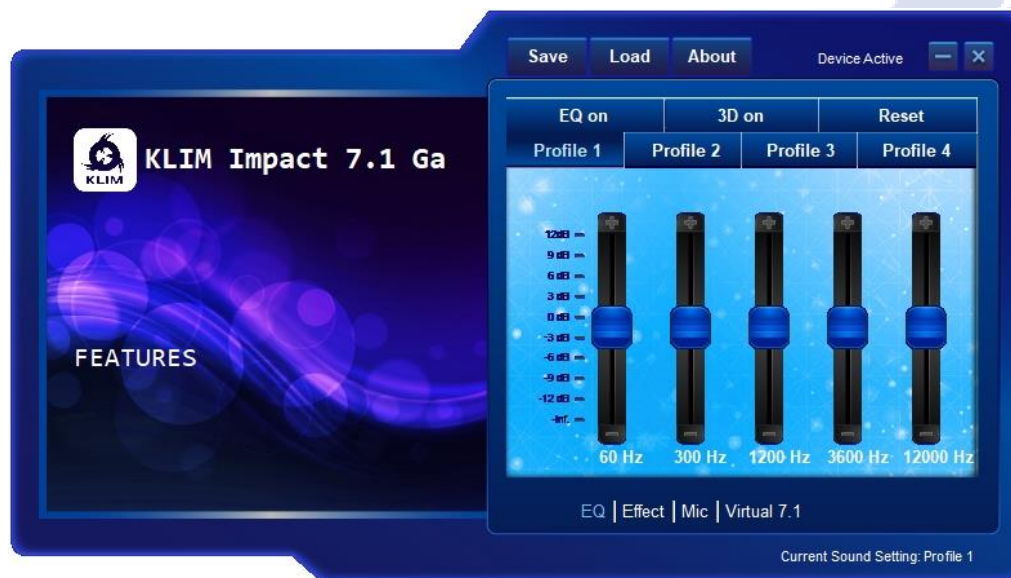 Save Load About Device Active
EQ on 3D on Reset
Profile 1 Profile 2 Profile 3 Profile 4
KLIM
KLIM Impact 7.1 Ga
FEATURES
12dB
9 dB
6 dB
3 dB
0 dB
-3 dB
-6 dB
-9 dB
-12 dB
-Inf.
60 Hz 300 Hz 1200 Hz 3600 Hz 12000 Hz
EQ | Effect | Mic | Virtual 7.1
Current Sound Setting: Profile 1